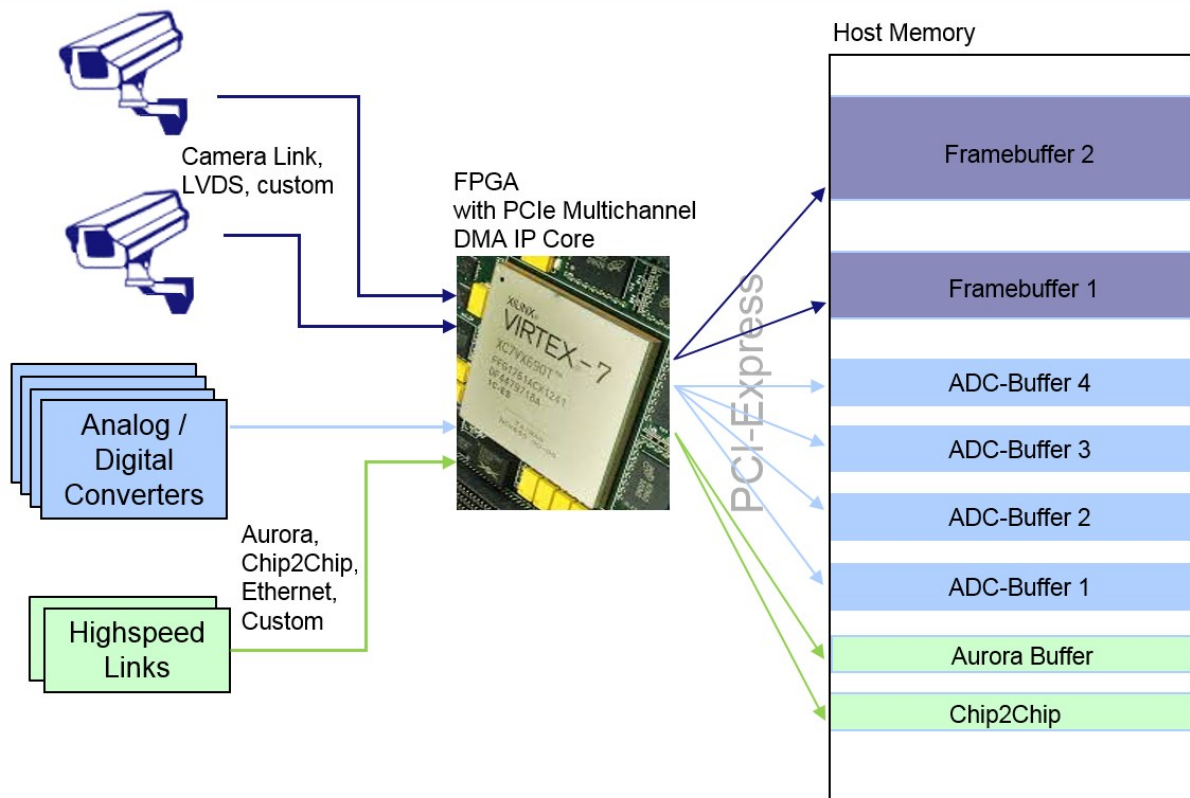 Host Memory
Camera Link,
LVDS, custom
FPGA
with PCIe Multichannel
DMA IP Core
XILINX
VIRTEX-7
XC7VX690T™
Analog /
Digital
Converters
Aurora,
Chip2Chip,
Ethernet,
Custom
Highspeed
Links
PCI-Express
Framebuffer 2
Framebuffer 1
ADC-Buffer 4
ADC-Buffer 3
ADC-Buffer 2
ADC-Buffer 1
Aurora Buffer
Chip2Chip